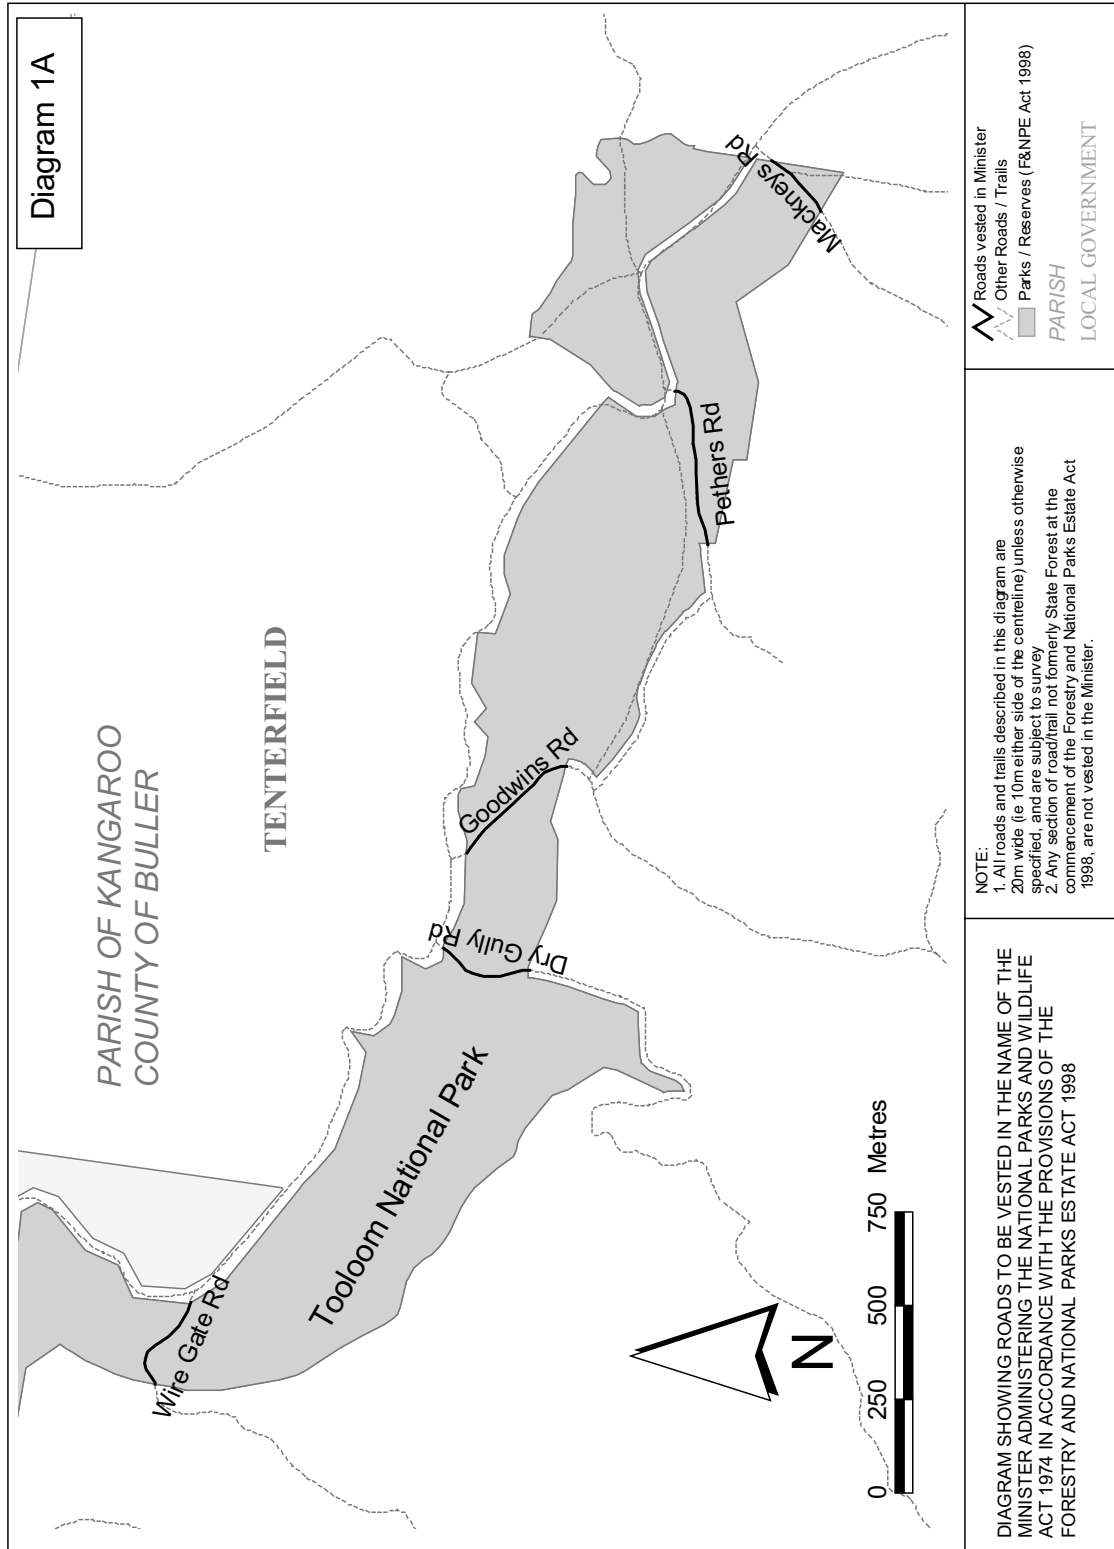 Diagram 1A
PARISH OF KANGAROO
COUNTY OF BULLER
TENTERFIELD
Wire Gate Rd
Tooloom National Park
Dry Gully Rd
Goodwins Rd
Pethers Rd
Mackneys Rd
N
0 250 500 750 Metres
DIAGRAM SHOWING ROADS TO BE VESTED IN THE NAME OF THE
MINISTER ADMINISTERING THE NATIONAL PARKS AND WILDLIFE
ACT 1974 IN ACCORDANCE WITH THE PROVISIONS OF THE
FORESTRY AND NATIONAL PARKS ESTATE ACT 1998
NOTE:
1. All roads and trails described in this diagram are
20m wide (ie 10m either side of the centreline) unless otherwise
specified, and are subject to survey
2. Any section of road/trail not formerly State Forest at the
commencement of the Forestry and National Parks Estate Act
1998, are not vested in the Minister.
Roads vested in Minister
Other Roads / Trails
Parks / Reserves (F&NPE Act 1998)
PARISH
LOCAL GOVERNMENT